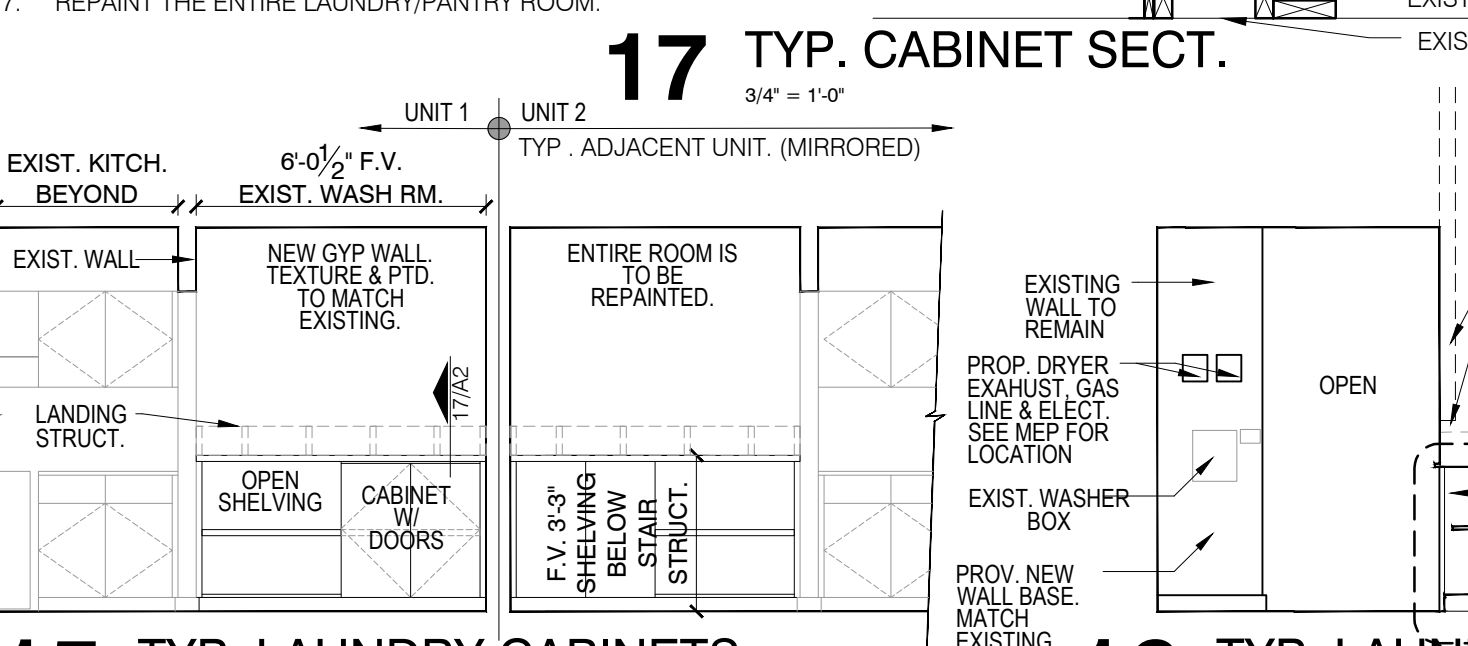 7. REPAINT THE ENTIRE LAUNDRY/PANTRY ROOM.
17 TYP. CABINET SECT.
3/4" = 1'-0"
EXIS
UNIT 1
UNIT 2
TYP . ADJACENT UNIT. (MIRRORED)
EXIST. KITCH.
BEYOND
6'-0 1/2" F.V.
EXIST. WASH RM.
EXIST. WALL
NEW GYP WALL.
TEXTURE & PTD.
TO MATCH
EXISTING.
ENTIRE ROOM IS
TO BE
REPAINTED.
17/A2
LANDING
STRUCT.
OPEN
SHELVING
CABINET
W/
DOORS
F.V. 3'-3"
SHELVING
BELOW
STAIR
STRUCT.
EXISTING
WALL TO
REMAIN
PROP. DRYER
EXAHUST, GAS
LINE & ELECT.
SEE MEP FOR
LOCATION
EXIST. WASHER
BOX
PROV. NEW
WALL BASE.
MATCH
EXISTING
OPEN
TYP. LAUNDRY CABINETS